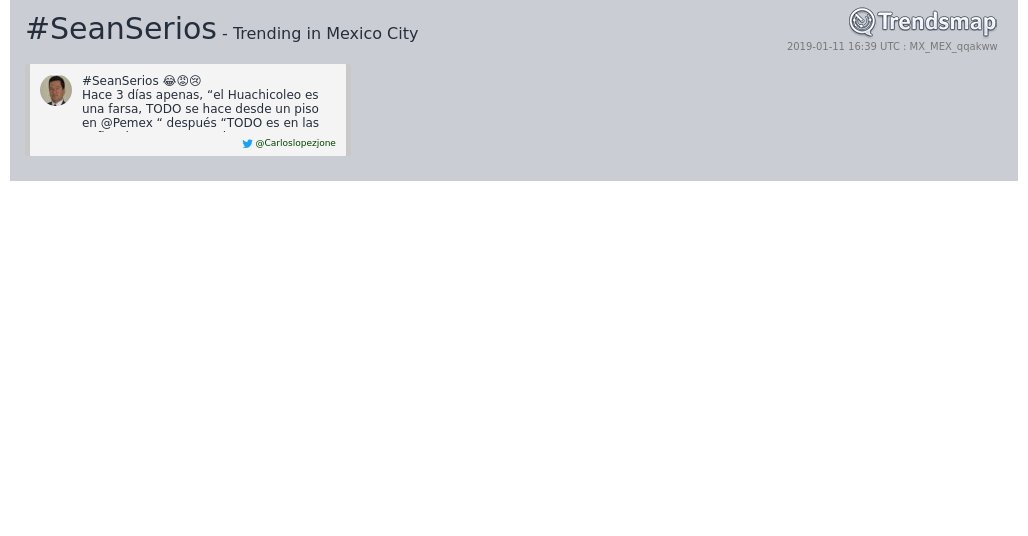 #SeanSerios - Trending in Mexico City
Trendsmap
2019-01-11 16:39 UTC : MX_MEX_qqakww
#SeanSerios 😂😡😢
Hace 3 días apenas, “el Huachicoleo es
una farsa, TODO se hace desde un piso
en @Pemex “ después “TODO es en las
@Carloslopezjone